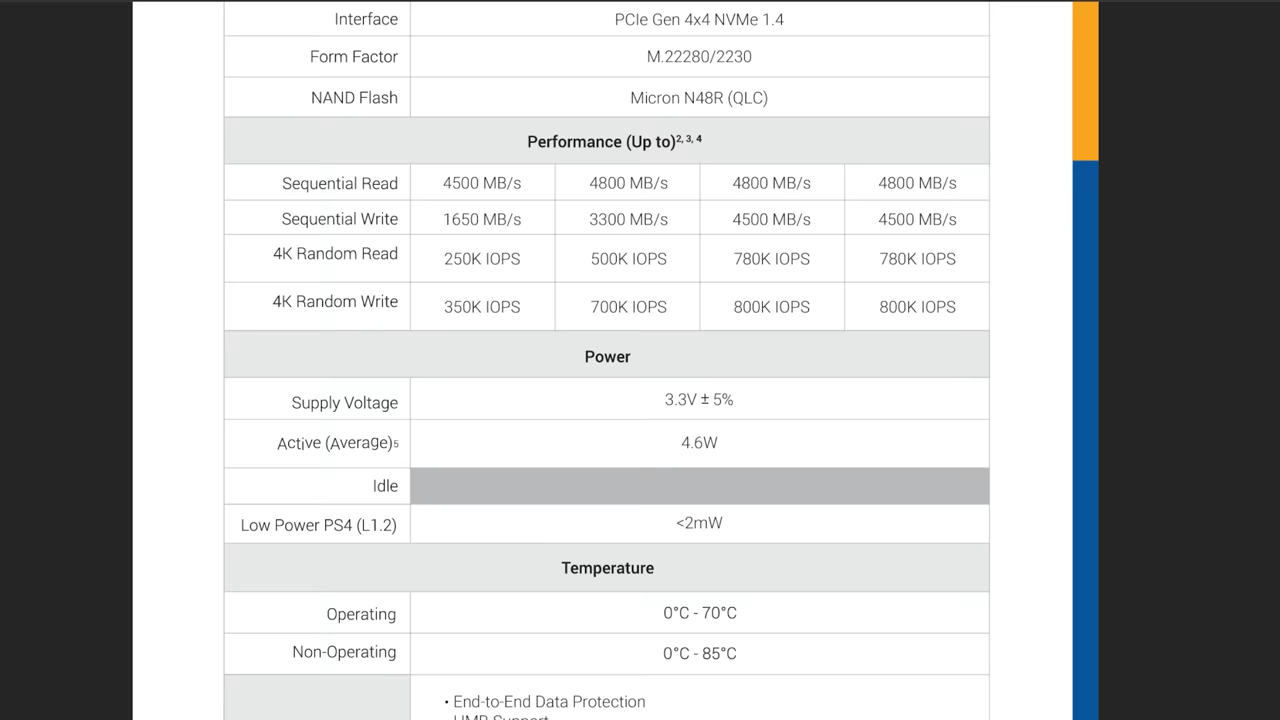 Interface PCIe Gen 4x4 NVMe 1.4
Form Factor M.22280/2230
NAND Flash Micron N48R (QLC)
Performance (Up to)2, 3, 4
Sequential Read 4500 MB/s 4800 MB/s 4800 MB/s 4800 MB/s
Sequential Write 1650 MB/s 3300 MB/s 4500 MB/s 4500 MB/s
4K Random Read 250K IOPS 500K IOPS 780K IOPS 780K IOPS
4K Random Write 350K IOPS 700K IOPS 800K IOPS 800K IOPS
Power
Supply Voltage 3.3V ± 5%
Active (Average)5 4.6W
Idle
Low Power PS4 (L1.2) <2mW
Temperature
Operating 0°C - 70°C
Non-Operating 0°C - 85°C
• End-to-End Data Protection